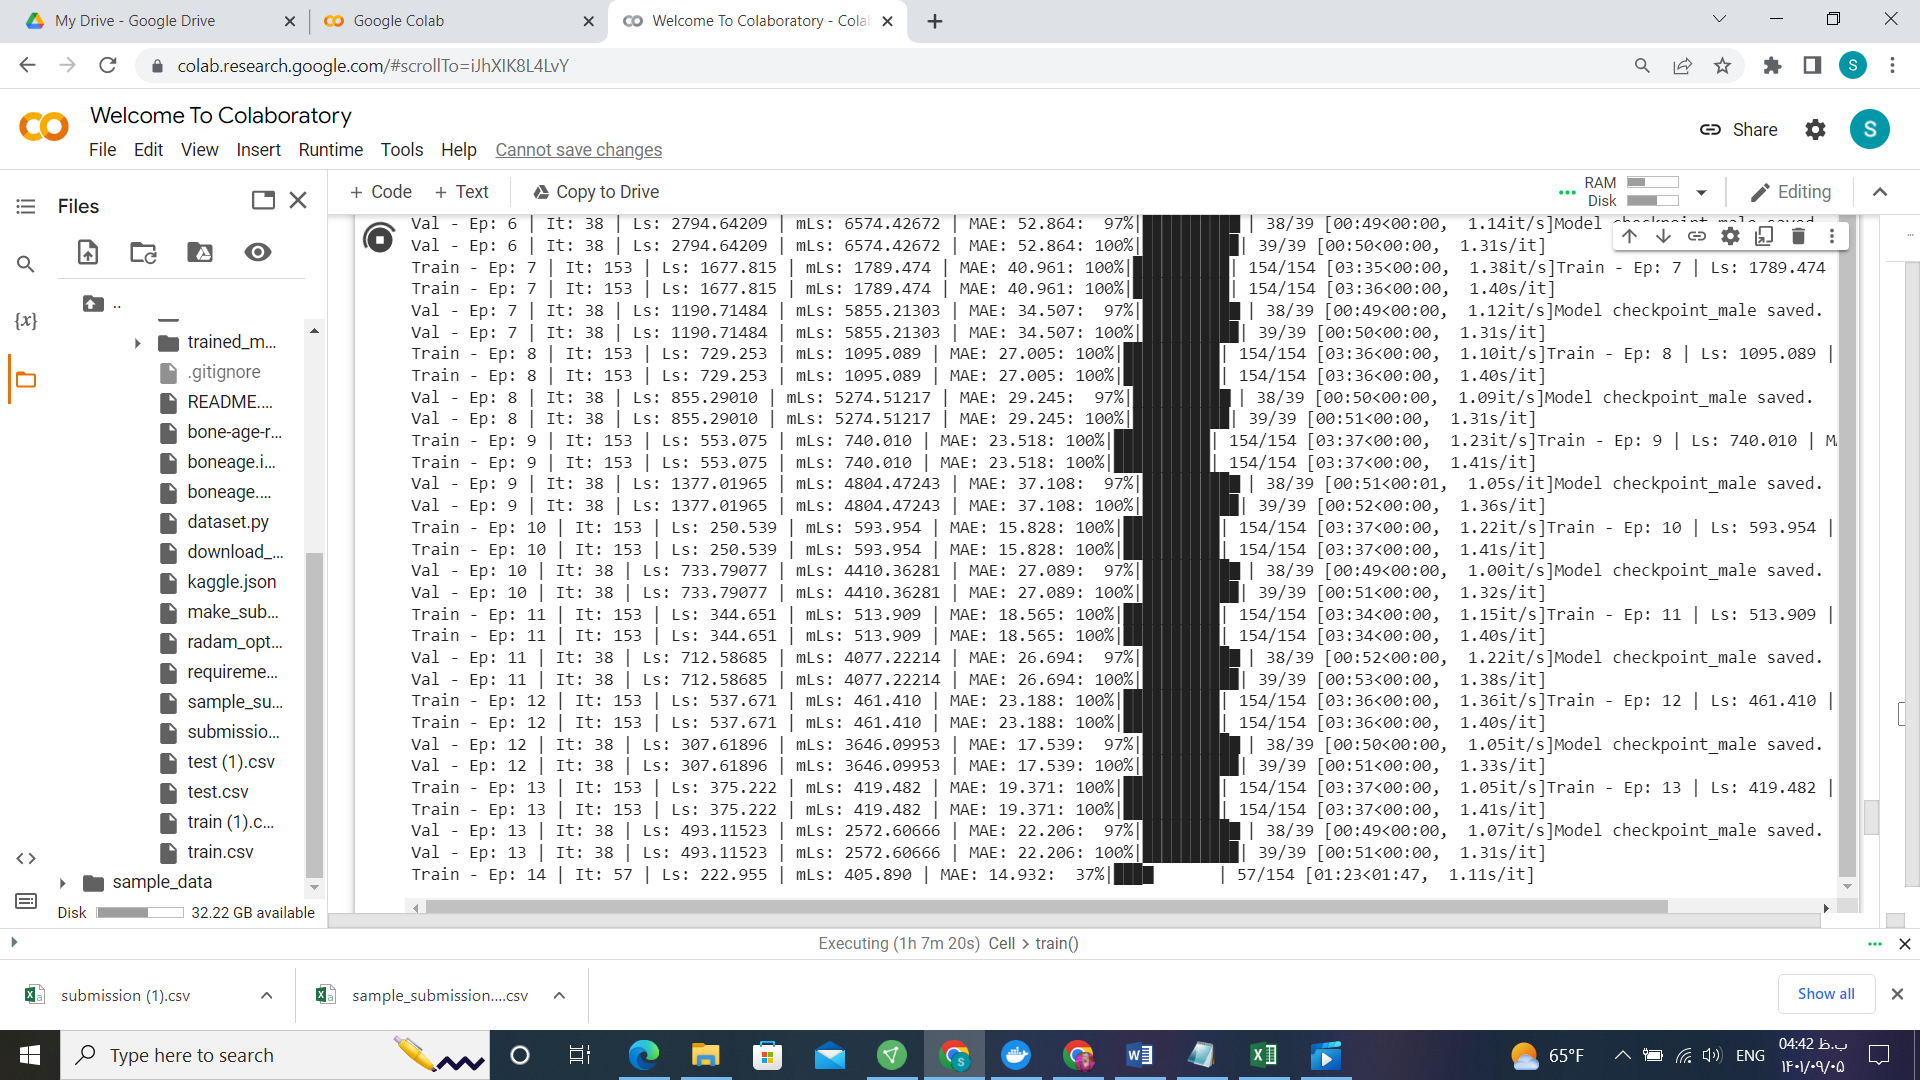 My Drive - Google Drive
Google Colab
Welcome To Colaboratory - Cola
colab.research.google.com/#scrollTo=iJhXIK8L4LvY
S
Welcome To Colaboratory
File Edit View Insert Runtime Tools Help Cannot save changes
Share
S
Files
+ Code + Text Copy to Drive
RAM
Disk
Editing
{x}
..
trained_m...
.gitignore
README....
bone-age-r...
boneage.i...
boneage....
dataset.py
download_...
kaggle.json
make_sub...
radam_opt...
requireme...
sample_su...
submissio...
test (1).csv
test.csv
train (1).c...
train.csv
sample_data
Disk 32.22 GB available
Val - Ep: 6 | It: 38 | Ls: 2794.64209 | mLs: 6574.42672 | MAE: 52.864:  97%| | 38/39 [00:49<00:00,  1.14it/s]Model checkpoint_male saved.
Val - Ep: 6 | It: 38 | Ls: 2794.64209 | mLs: 6574.42672 | MAE: 52.864: 100%| | 39/39 [00:50<00:00,  1.31s/it]
Train - Ep: 7 | It: 153 | Ls: 1677.815 | mLs: 1789.474 | MAE: 40.961: 100%| | 154/154 [03:35<00:00,  1.38it/s]Train - Ep: 7 | Ls: 1789.474
Train - Ep: 7 | It: 153 | Ls: 1677.815 | mLs: 1789.474 | MAE: 40.961: 100%| | 154/154 [03:36<00:00,  1.40s/it]
Val - Ep: 7 | It: 38 | Ls: 1190.71484 | mLs: 5855.21303 | MAE: 34.507:  97%| | 38/39 [00:49<00:00,  1.12it/s]Model checkpoint_male saved.
Val - Ep: 7 | It: 38 | Ls: 1190.71484 | mLs: 5855.21303 | MAE: 34.507: 100%| | 39/39 [00:50<00:00,  1.31s/it]
Train - Ep: 8 | It: 153 | Ls: 729.253 | mLs: 1095.089 | MAE: 27.005: 100%| | 154/154 [03:36<00:00,  1.10it/s]Train - Ep: 8 | Ls: 1095.089 |
Train - Ep: 8 | It: 153 | Ls: 729.253 | mLs: 1095.089 | MAE: 27.005: 100%| | 154/154 [03:36<00:00,  1.40s/it]
Val - Ep: 8 | It: 38 | Ls: 855.29010 | mLs: 5274.51217 | MAE: 29.245:  97%| | 38/39 [00:50<00:00,  1.09it/s]Model checkpoint_male saved.
Val - Ep: 8 | It: 38 | Ls: 855.29010 | mLs: 5274.51217 | MAE: 29.245: 100%| | 39/39 [00:51<00:00,  1.31s/it]
Train - Ep: 9 | It: 153 | Ls: 553.075 | mLs: 740.010 | MAE: 23.518: 100%| | 154/154 [03:37<00:00,  1.23it/s]Train - Ep: 9 | Ls: 740.010 | M
Train - Ep: 9 | It: 153 | Ls: 553.075 | mLs: 740.010 | MAE: 23.518: 100%| | 154/154 [03:37<00:00,  1.41s/it]
Val - Ep: 9 | It: 38 | Ls: 1377.01965 | mLs: 4804.47243 | MAE: 37.108:  97%| | 38/39 [00:51<00:01,  1.05s/it]Model checkpoint_male saved.
Val - Ep: 9 | It: 38 | Ls: 1377.01965 | mLs: 4804.47243 | MAE: 37.108: 100%| | 39/39 [00:52<00:00,  1.36s/it]
Train - Ep: 10 | It: 153 | Ls: 250.539 | mLs: 593.954 | MAE: 15.828: 100%| | 154/154 [03:37<00:00,  1.22it/s]Train - Ep: 10 | Ls: 593.954 |
Train - Ep: 10 | It: 153 | Ls: 250.539 | mLs: 593.954 | MAE: 15.828: 100%| | 154/154 [03:37<00:00,  1.41s/it]
Val - Ep: 10 | It: 38 | Ls: 733.79077 | mLs: 4410.36281 | MAE: 27.089:  97%| | 38/39 [00:49<00:00,  1.00it/s]Model checkpoint_male saved.
Val - Ep: 10 | It: 38 | Ls: 733.79077 | mLs: 4410.36281 | MAE: 27.089: 100%| | 39/39 [00:51<00:00,  1.32s/it]
Train - Ep: 11 | It: 153 | Ls: 344.651 | mLs: 513.909 | MAE: 18.565: 100%| | 154/154 [03:34<00:00,  1.15it/s]Train - Ep: 11 | Ls: 513.909 |
Train - Ep: 11 | It: 153 | Ls: 344.651 | mLs: 513.909 | MAE: 18.565: 100%| | 154/154 [03:34<00:00,  1.40s/it]
Val - Ep: 11 | It: 38 | Ls: 712.58685 | mLs: 4077.22214 | MAE: 26.694:  97%| | 38/39 [00:52<00:00,  1.22it/s]Model checkpoint_male saved.
Val - Ep: 11 | It: 38 | Ls: 712.58685 | mLs: 4077.22214 | MAE: 26.694: 100%| | 39/39 [00:53<00:00,  1.38s/it]
Train - Ep: 12 | It: 153 | Ls: 537.671 | mLs: 461.410 | MAE: 23.188: 100%| | 154/154 [03:36<00:00,  1.36it/s]Train - Ep: 12 | Ls: 461.410 |
Train - Ep: 12 | It: 153 | Ls: 537.671 | mLs: 461.410 | MAE: 23.188: 100%| | 154/154 [03:36<00:00,  1.40s/it]
Val - Ep: 12 | It: 38 | Ls: 307.61896 | mLs: 3646.09953 | MAE: 17.539:  97%| | 38/39 [00:50<00:00,  1.05it/s]Model checkpoint_male saved.
Val - Ep: 12 | It: 38 | Ls: 307.61896 | mLs: 3646.09953 | MAE: 17.539: 100%| | 39/39 [00:51<00:00,  1.33s/it]
Train - Ep: 13 | It: 153 | Ls: 375.222 | mLs: 419.482 | MAE: 19.371: 100%| | 154/154 [03:37<00:00,  1.05it/s]Train - Ep: 13 | Ls: 419.482 |
Train - Ep: 13 | It: 153 | Ls: 375.222 | mLs: 419.482 | MAE: 19.371: 100%| | 154/154 [03:37<00:00,  1.41s/it]
Val - Ep: 13 | It: 38 | Ls: 493.11523 | mLs: 2572.60666 | MAE: 22.206:  97%| | 38/39 [00:49<00:00,  1.07it/s]Model checkpoint_male saved.
Val - Ep: 13 | It: 38 | Ls: 493.11523 | mLs: 2572.60666 | MAE: 22.206: 100%| | 39/39 [00:51<00:00,  1.31s/it]
Train - Ep: 14 | It: 57 | Ls: 222.955 | mLs: 405.890 | MAE: 14.932:  37%| | 57/154 [01:23<01:47,  1.11s/it]
Executing (1h 7m 20s) Cell > train()
submission (1).csv
sample_submission....csv
Show all
Type here to search
65°F
ENG
04:42 ب.ظ
۱۴۰۱/۰۹/۰۵